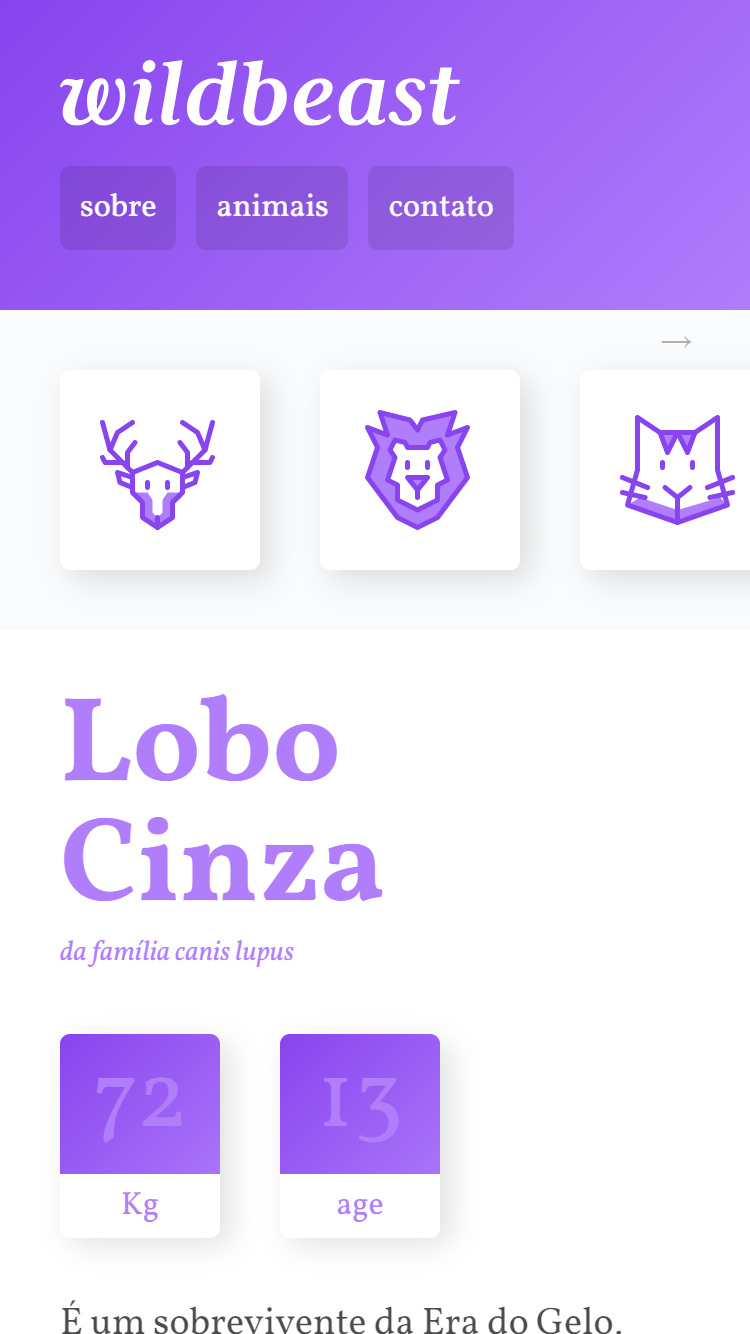 wildbeast
sobre animais contato
→
Lobo
Cinza
da família canis lupus
72 13
Kg age
É um sobrevivente da Era do Gelo.